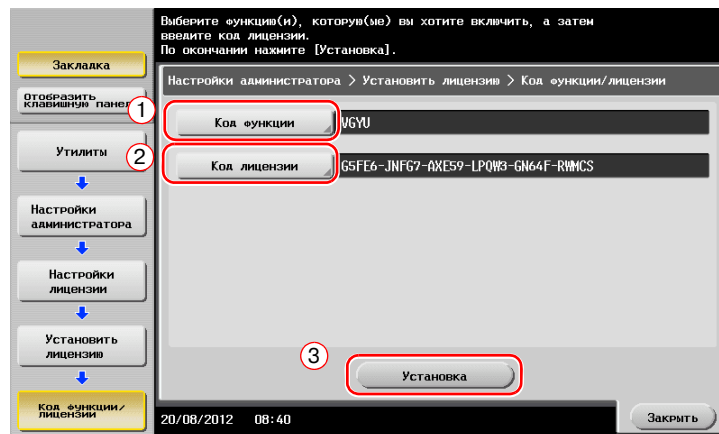 Выберите функцию(и), которую(ые) вы хотите включить, а затем
введите код лицензии.
По окончании нажмите [Установка].
Закладка
Отобразить
клавишную панель
Настройки администратора > Установить лицензию > Код функции/лицензии
1
Код функции
VGYU
2
Код лицензии
G5FE6-JNFG7-AXE59-LPQW3-GN64F-RWMCS
Утилиты
Настройки
администратора
Настройки
лицензии
Установить
лицензию
Код функции/
лицензии
3
Установка
20/08/2012 08:40
Закрыть